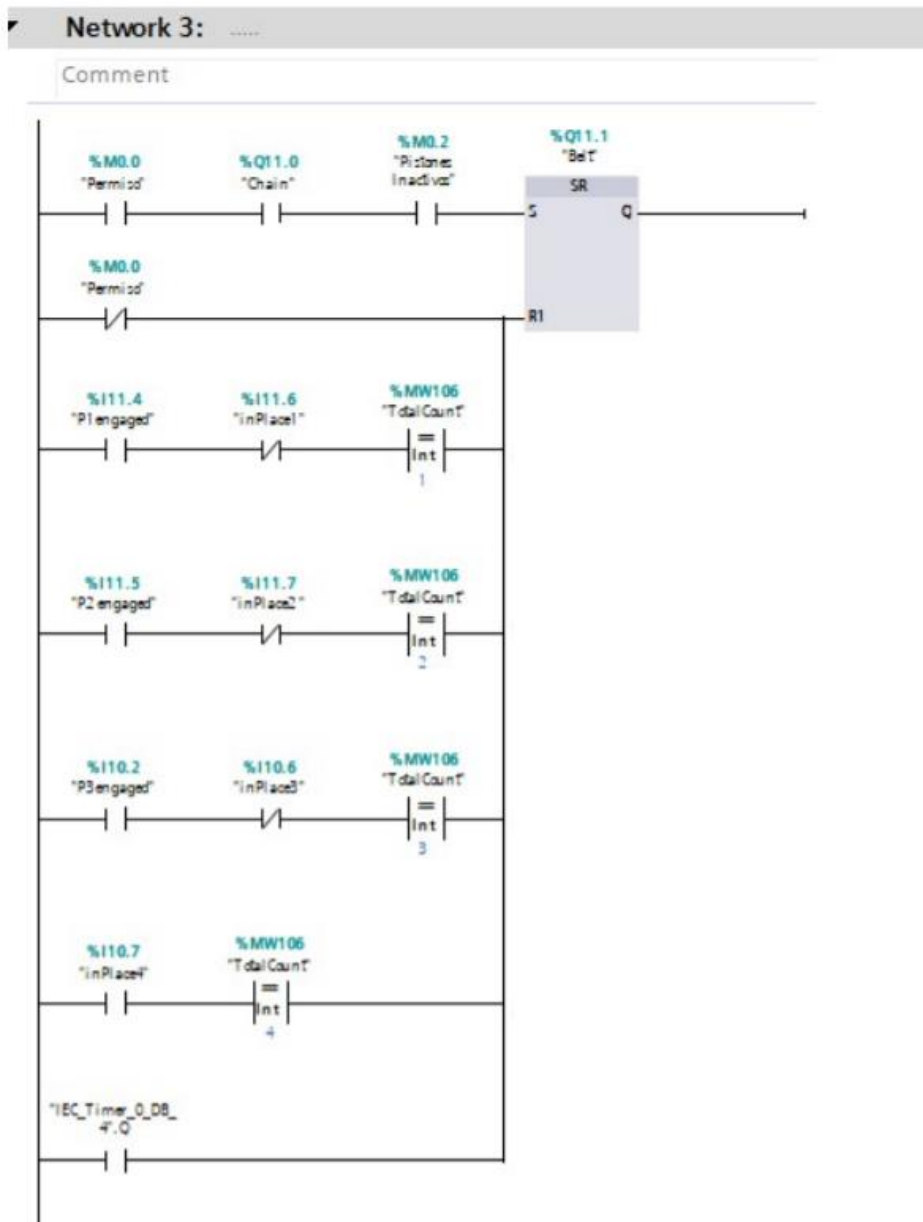 Network 3: .....
Comment
%M0.0
"Permiso"
%Q11.0
"Chain"
%M0.2
"Pistones
Inactivos"
%Q11.1
"Belt"
SR
S
Q
%M0.0
"Permiso"
R1
%I11.4
"P1engaged"
%I11.6
"inPlace1"
%MW106
"TotalCount"
==
Int
1
%I11.5
"P2engaged"
%I11.7
"inPlace2"
%MW106
"TotalCount"
==
Int
2
%I10.2
"P3engaged"
%I10.6
"inPlace3"
%MW106
"TotalCount"
==
Int
3
%I10.7
"inPlace4"
%MW106
"TotalCount"
==
Int
4
"IEC_Timer_0_DB_
4".Q